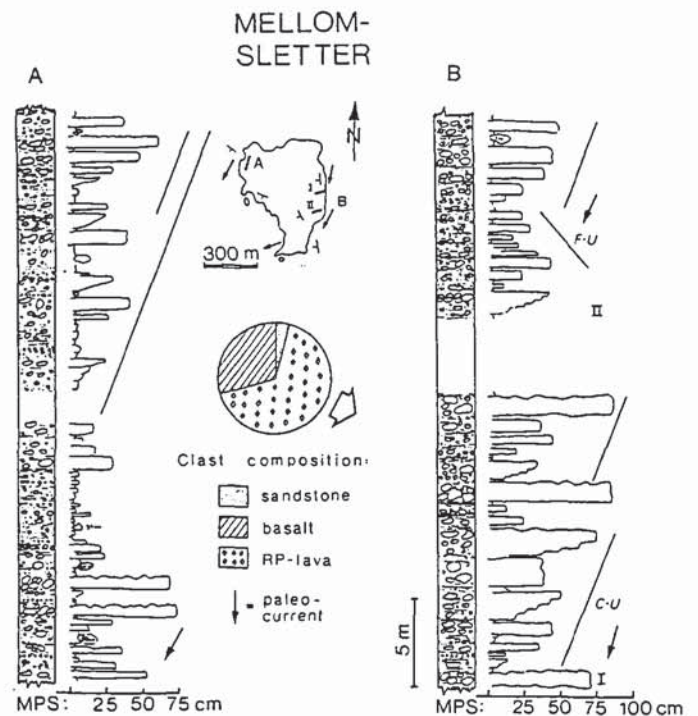 MELLOM-
SLETTER
A
B
N
A
I
II
B
300 m
F-U
II
Clast composition:
sandstone
basalt
RP-lava
= paleo-
current
C-U
5 m
I
MPS: 25 50 75 cm
MPS: 25 50 75 100 cm